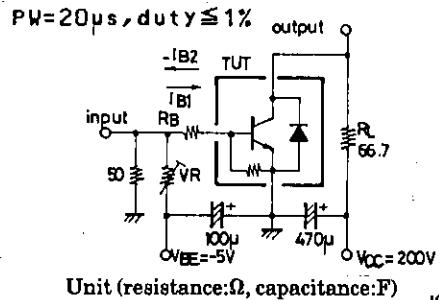 PW=20μs, duty≦1%
output
-IB2
TUT
IB1
input
RB
RL
66.7
50
VR
+
+
100μ
470μ
VBE=-5V
VCC=200V
Unit (resistance:Ω, capacitance:F)